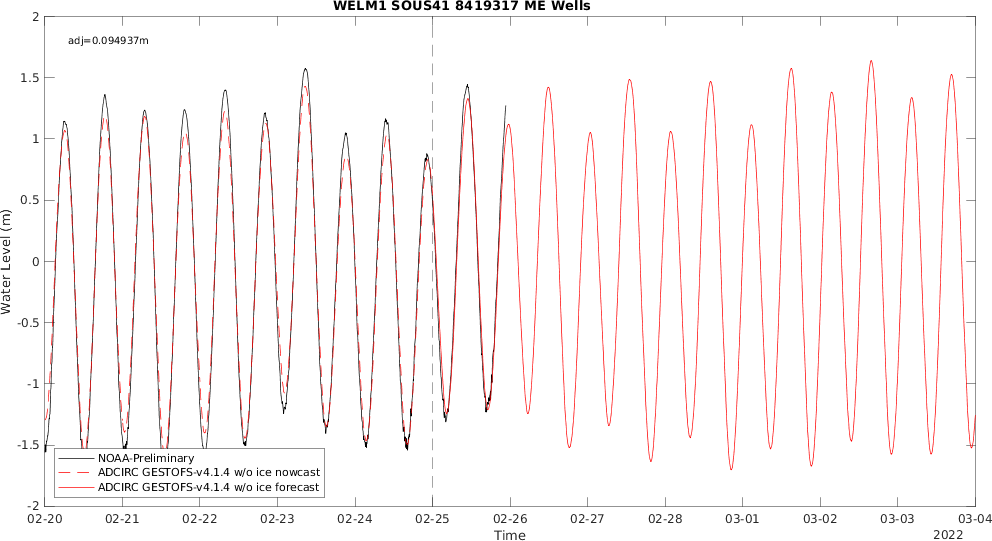 WELM1 SOUS41 8419317 ME Wells
adj=0.094937m
2
1.5
1
0.5
0
-0.5
-1
-1.5
-2
Water Level (m)
NOAA-Preliminary
ADCIRC GESTOFS-v4.1.4 w/o ice nowcast
ADCIRC GESTOFS-v4.1.4 w/o ice forecast
02-20 02-21 02-22 02-23 02-24 02-25 02-26 02-27 02-28 03-01 03-02 03-03 03-04
Time
2022